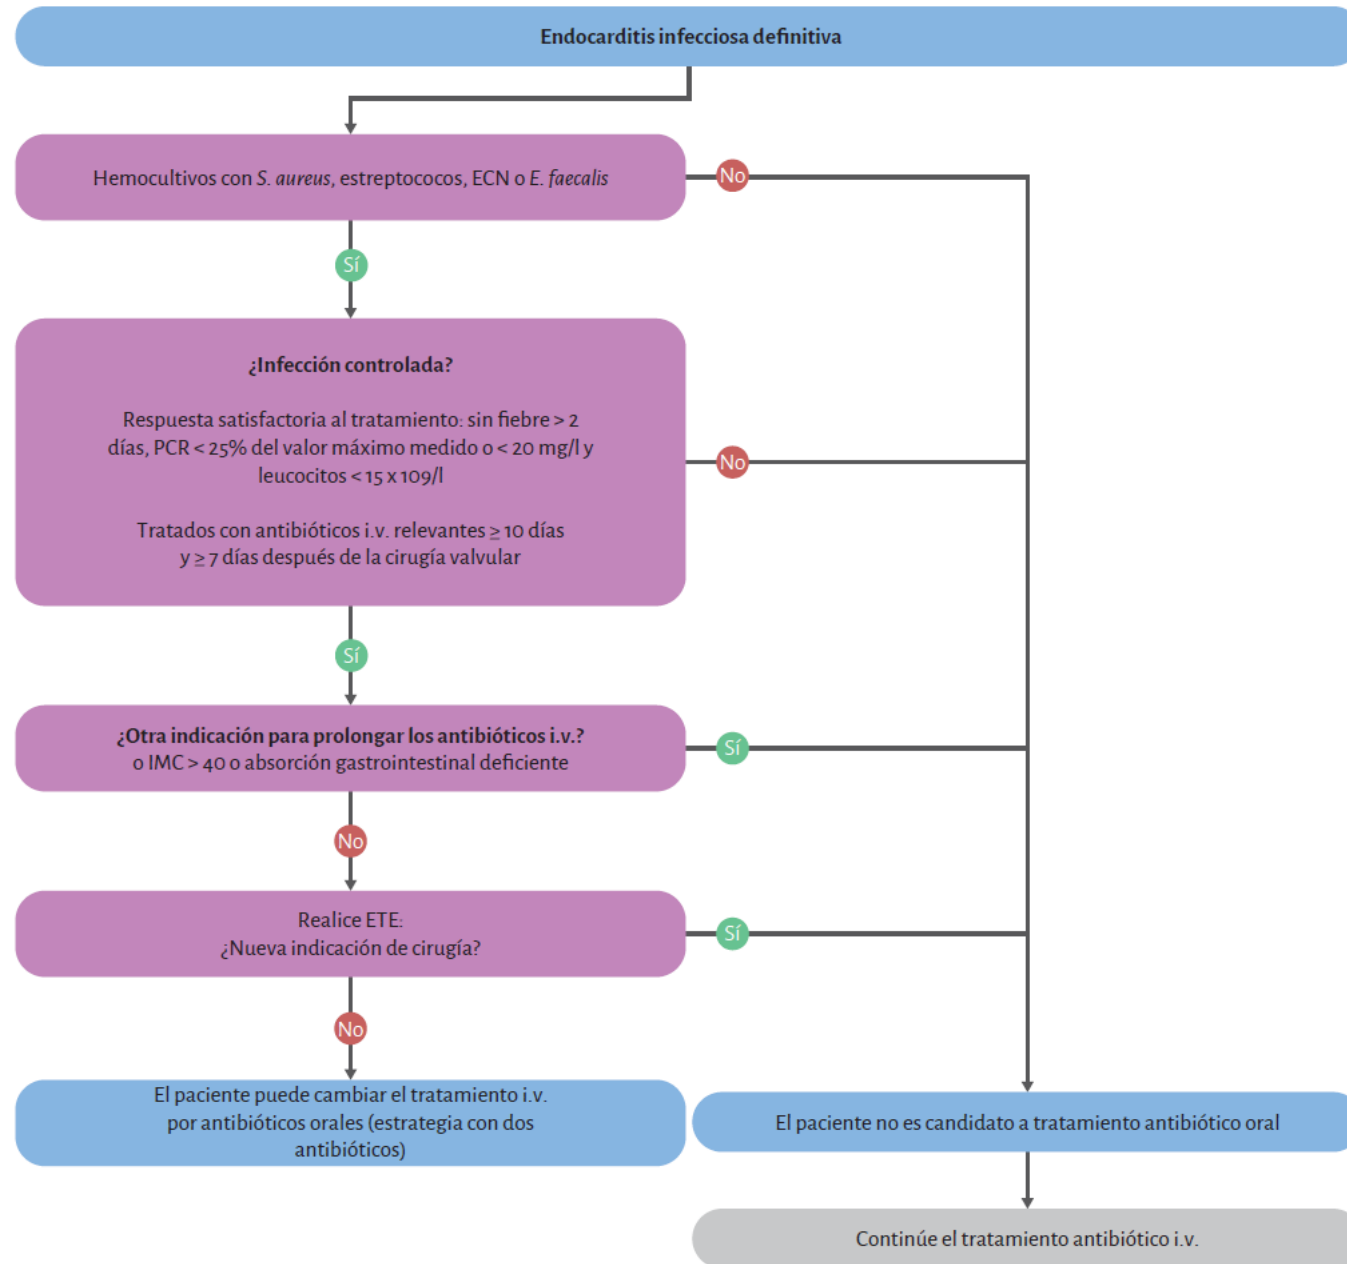 Endocarditis infecciosa definitiva
Hemocultivos con S. aureus, estreptococos, ECN o E. faecalis
No
Sí
¿Infección controlada?
Respuesta satisfactoria al tratamiento: sin fiebre > 2
días, PCR < 25% del valor máximo medido o < 20 mg/l y
leucocitos < 15 x 109/l
Tratados con antibióticos i.v. relevantes ≥ 10 días
y ≥ 7 días después de la cirugía valvular
No
Sí
¿Otra indicación para prolongar los antibióticos i.v.?
o IMC > 40 o absorción gastrointestinal deficiente
Sí
No
Realice ETE:
¿Nueva indicación de cirugía?
Sí
No
El paciente puede cambiar el tratamiento i.v.
por antibióticos orales (estrategia con dos
antibióticos)
El paciente no es candidato a tratamiento antibiótico oral
Continúe el tratamiento antibiótico i.v.